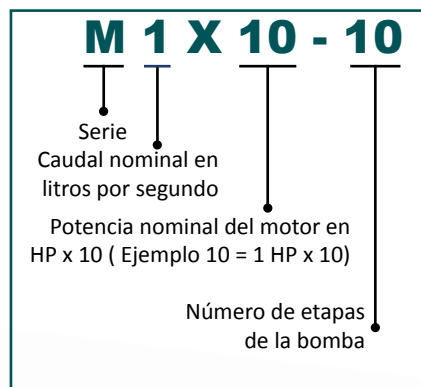 M 1 X 10 - 10
Serie
Caudal nominal en
litros por segundo
Potencia nominal del motor en
HP x 10 ( Ejemplo 10 = 1 HP x 10)
Número de etapas
de la bomba